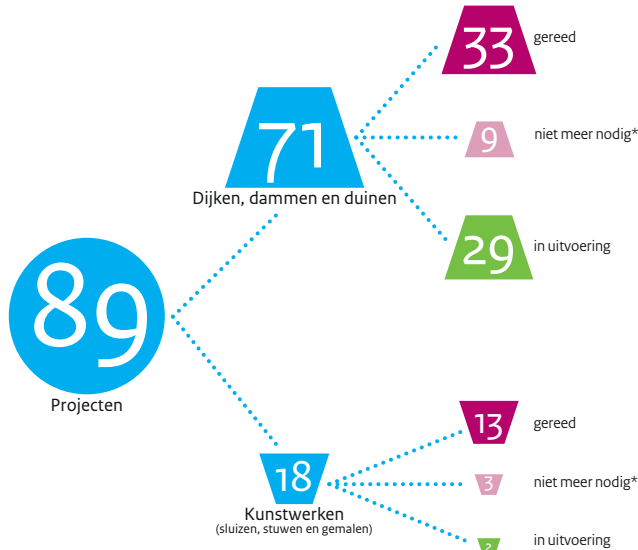 33
gereed
9
niet meer nodig*
71
Dijken, dammen en duinen
29
in uitvoering
89
Projecten
13
gereed
18
Kunstwerken
(sluizen, stuwen en gemalen)
3
niet meer nodig*
2
in uitvoering